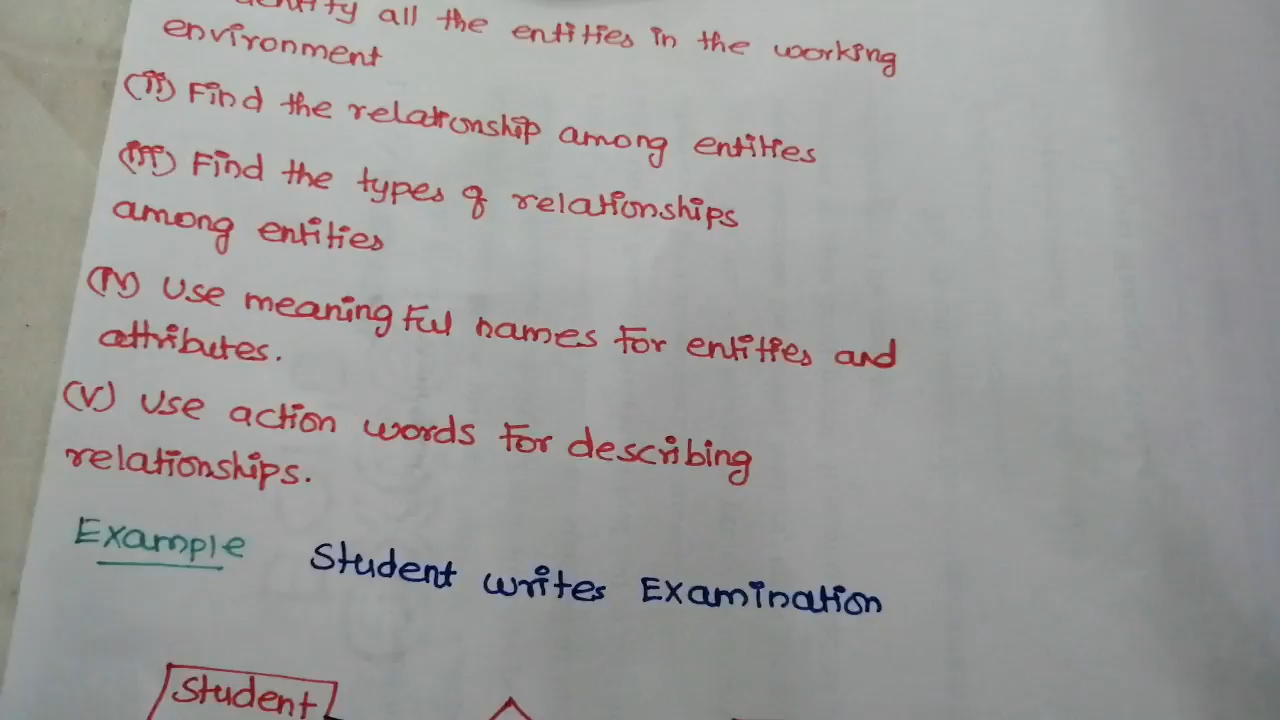 all the entities in the working
environment
(ii) Find the relationship among entities
(iii) Find the types of relationships
among entities
(iv) Use meaningful names for entities and
attributes.
(v) Use action words for describing
relationships.
Example Student writes Examination
Student